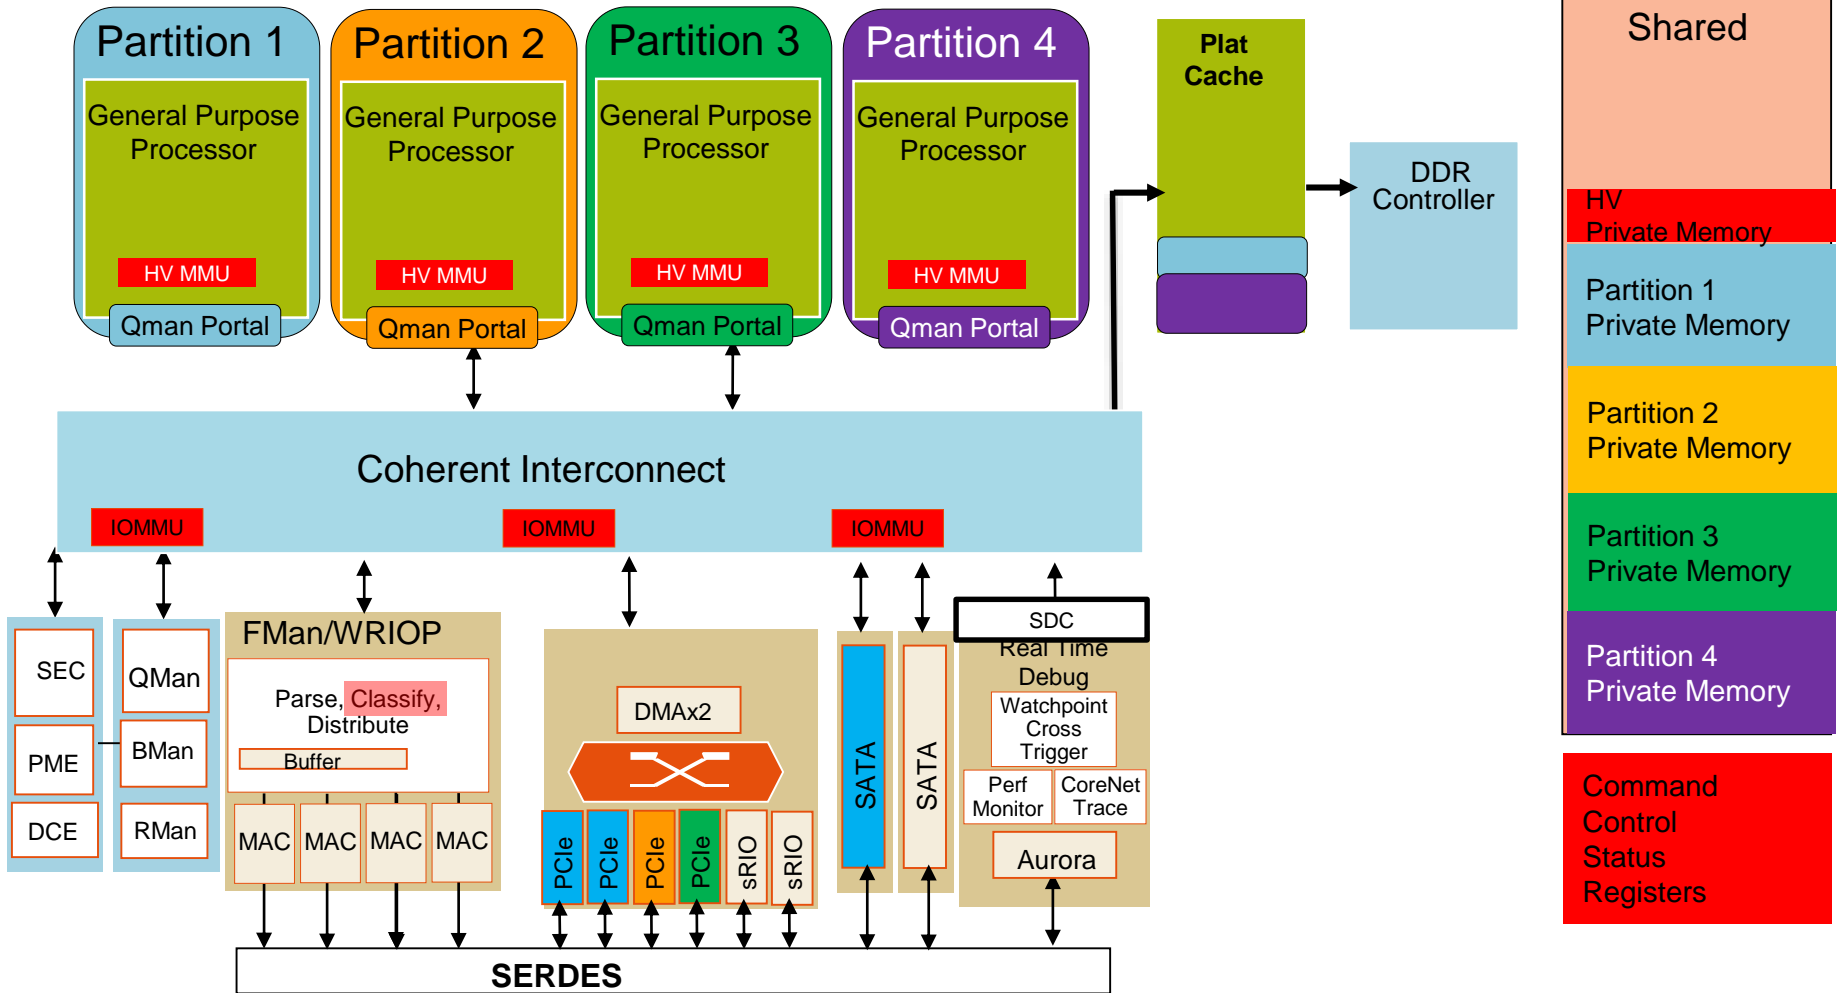 Partition 1
General Purpose
Processor
HV MMU
Qman Portal
Partition 2
General Purpose
Processor
HV MMU
Qman Portal
Partition 3
General Purpose
Processor
HV MMU
Qman Portal
Partition 4
General Purpose
Processor
HV MMU
Qman Portal
Plat
Cache
DDR
Controller
Shared
HV
Private Memory
Partition 1
Private Memory
Partition 2
Private Memory
Partition 3
Private Memory
Partition 4
Private Memory
Command
Control
Status
Registers
Coherent Interconnect
IOMMU
IOMMU
IOMMU
SEC
PME
DCE
QMan
BMan
RMan
FMan/WRIOP
Parse, Classify,
Distribute
Buffer
MAC
MAC
MAC
MAC
DMAx2
PCIe
PCIe
PCIe
PCIe
sRIO
sRIO
SATA
SATA
SDC
Real Time
Debug
Watchpoint
Cross
Trigger
Perf
Monitor
CoreNet
Trace
Aurora
SERDES